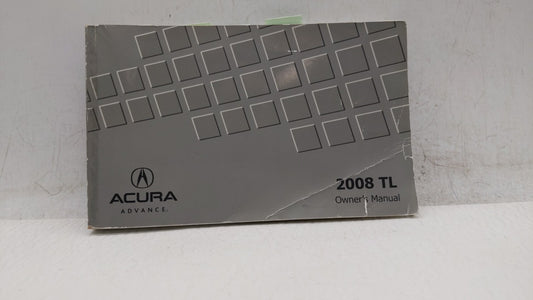 ACURA
ADVANCE.
2008 TL
Owner's Manual